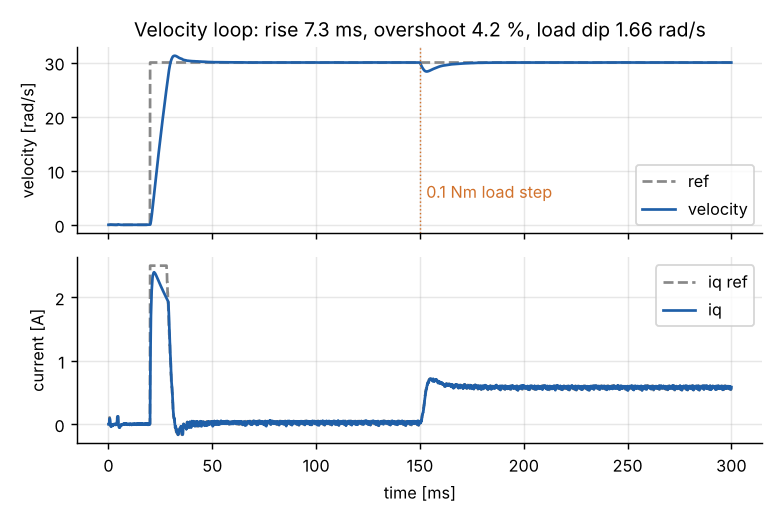 Velocity loop: rise 7.3 ms, overshoot 4.2 %, load dip 1.66 rad/s
velocity [rad/s]
30
20
10
0
0.1 Nm load step
ref
velocity
current [A]
2
1
0
iq ref
iq
0
50
100
150
200
250
300
time [ms]